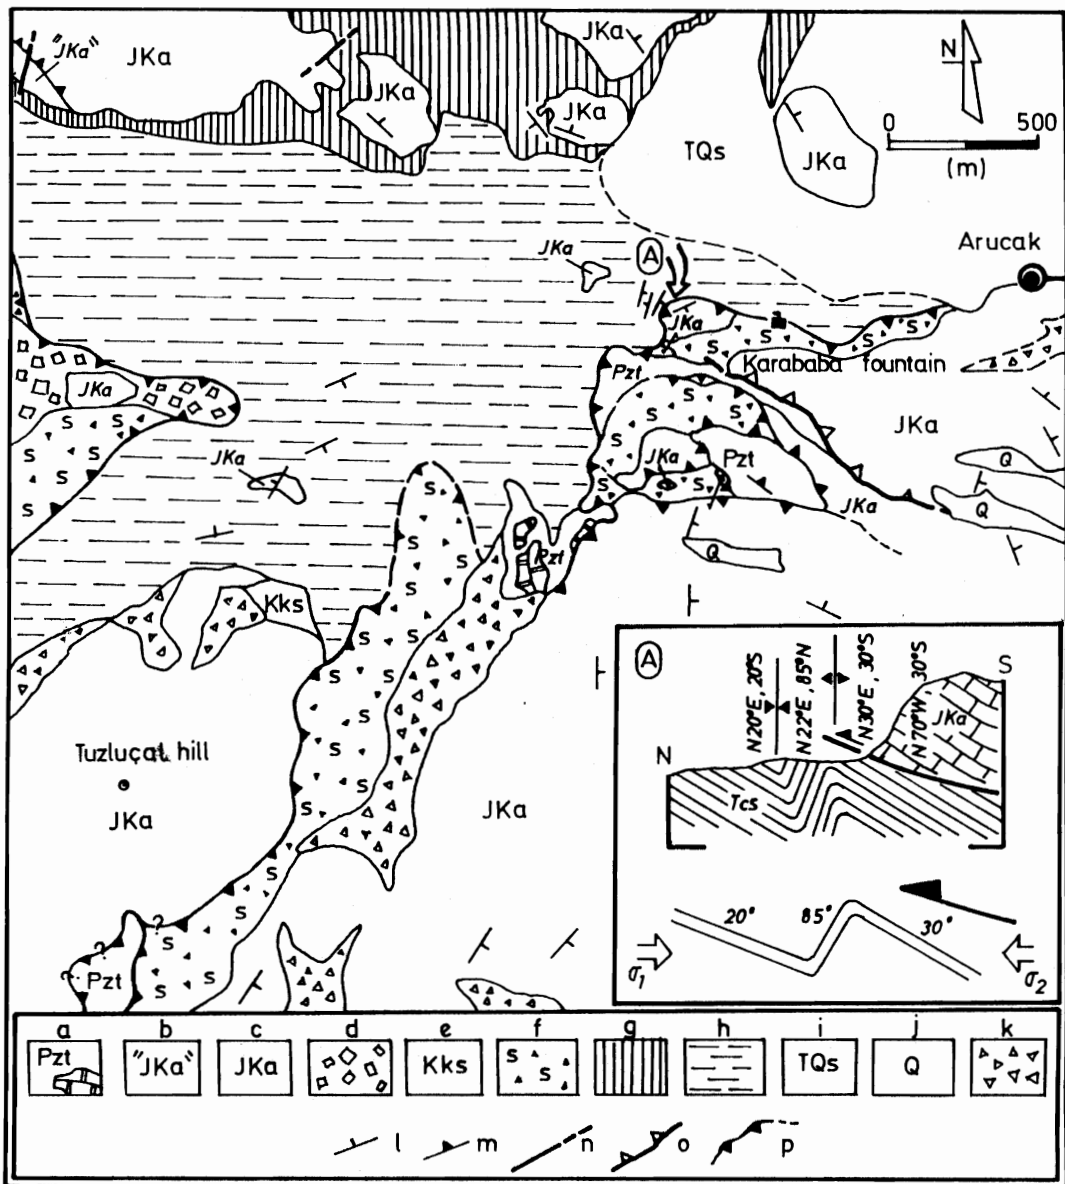 "JKa"
JKa
JKa
JKa
JKa
TQs
JKa
N
0 500
(m)
Arucak
JKa
A
JKa
S S
S
Karababa fountain
Pzt
JKa
JKa
S
S
S
JKa
S
JKa
Pzt
S
S
S
JKa
Q
Q
Q
S
S
S
Pzt
S
S
Kks
S
S
S
S
S
S
S
Tuzluçat hill
JKa
JKa
S
S
S
? ?
?
Pzt
S
S
S
A
N20°E, 20°S
N22°E, 85°N
N30°E, 30°S
N70°W 30°S
S
N
JKa
Tcs
20° 85° 30°
σ1 σ2
a b c d e f g h i j k
Pzt "JKa" JKa Kks S S TQs Q
l m n o p